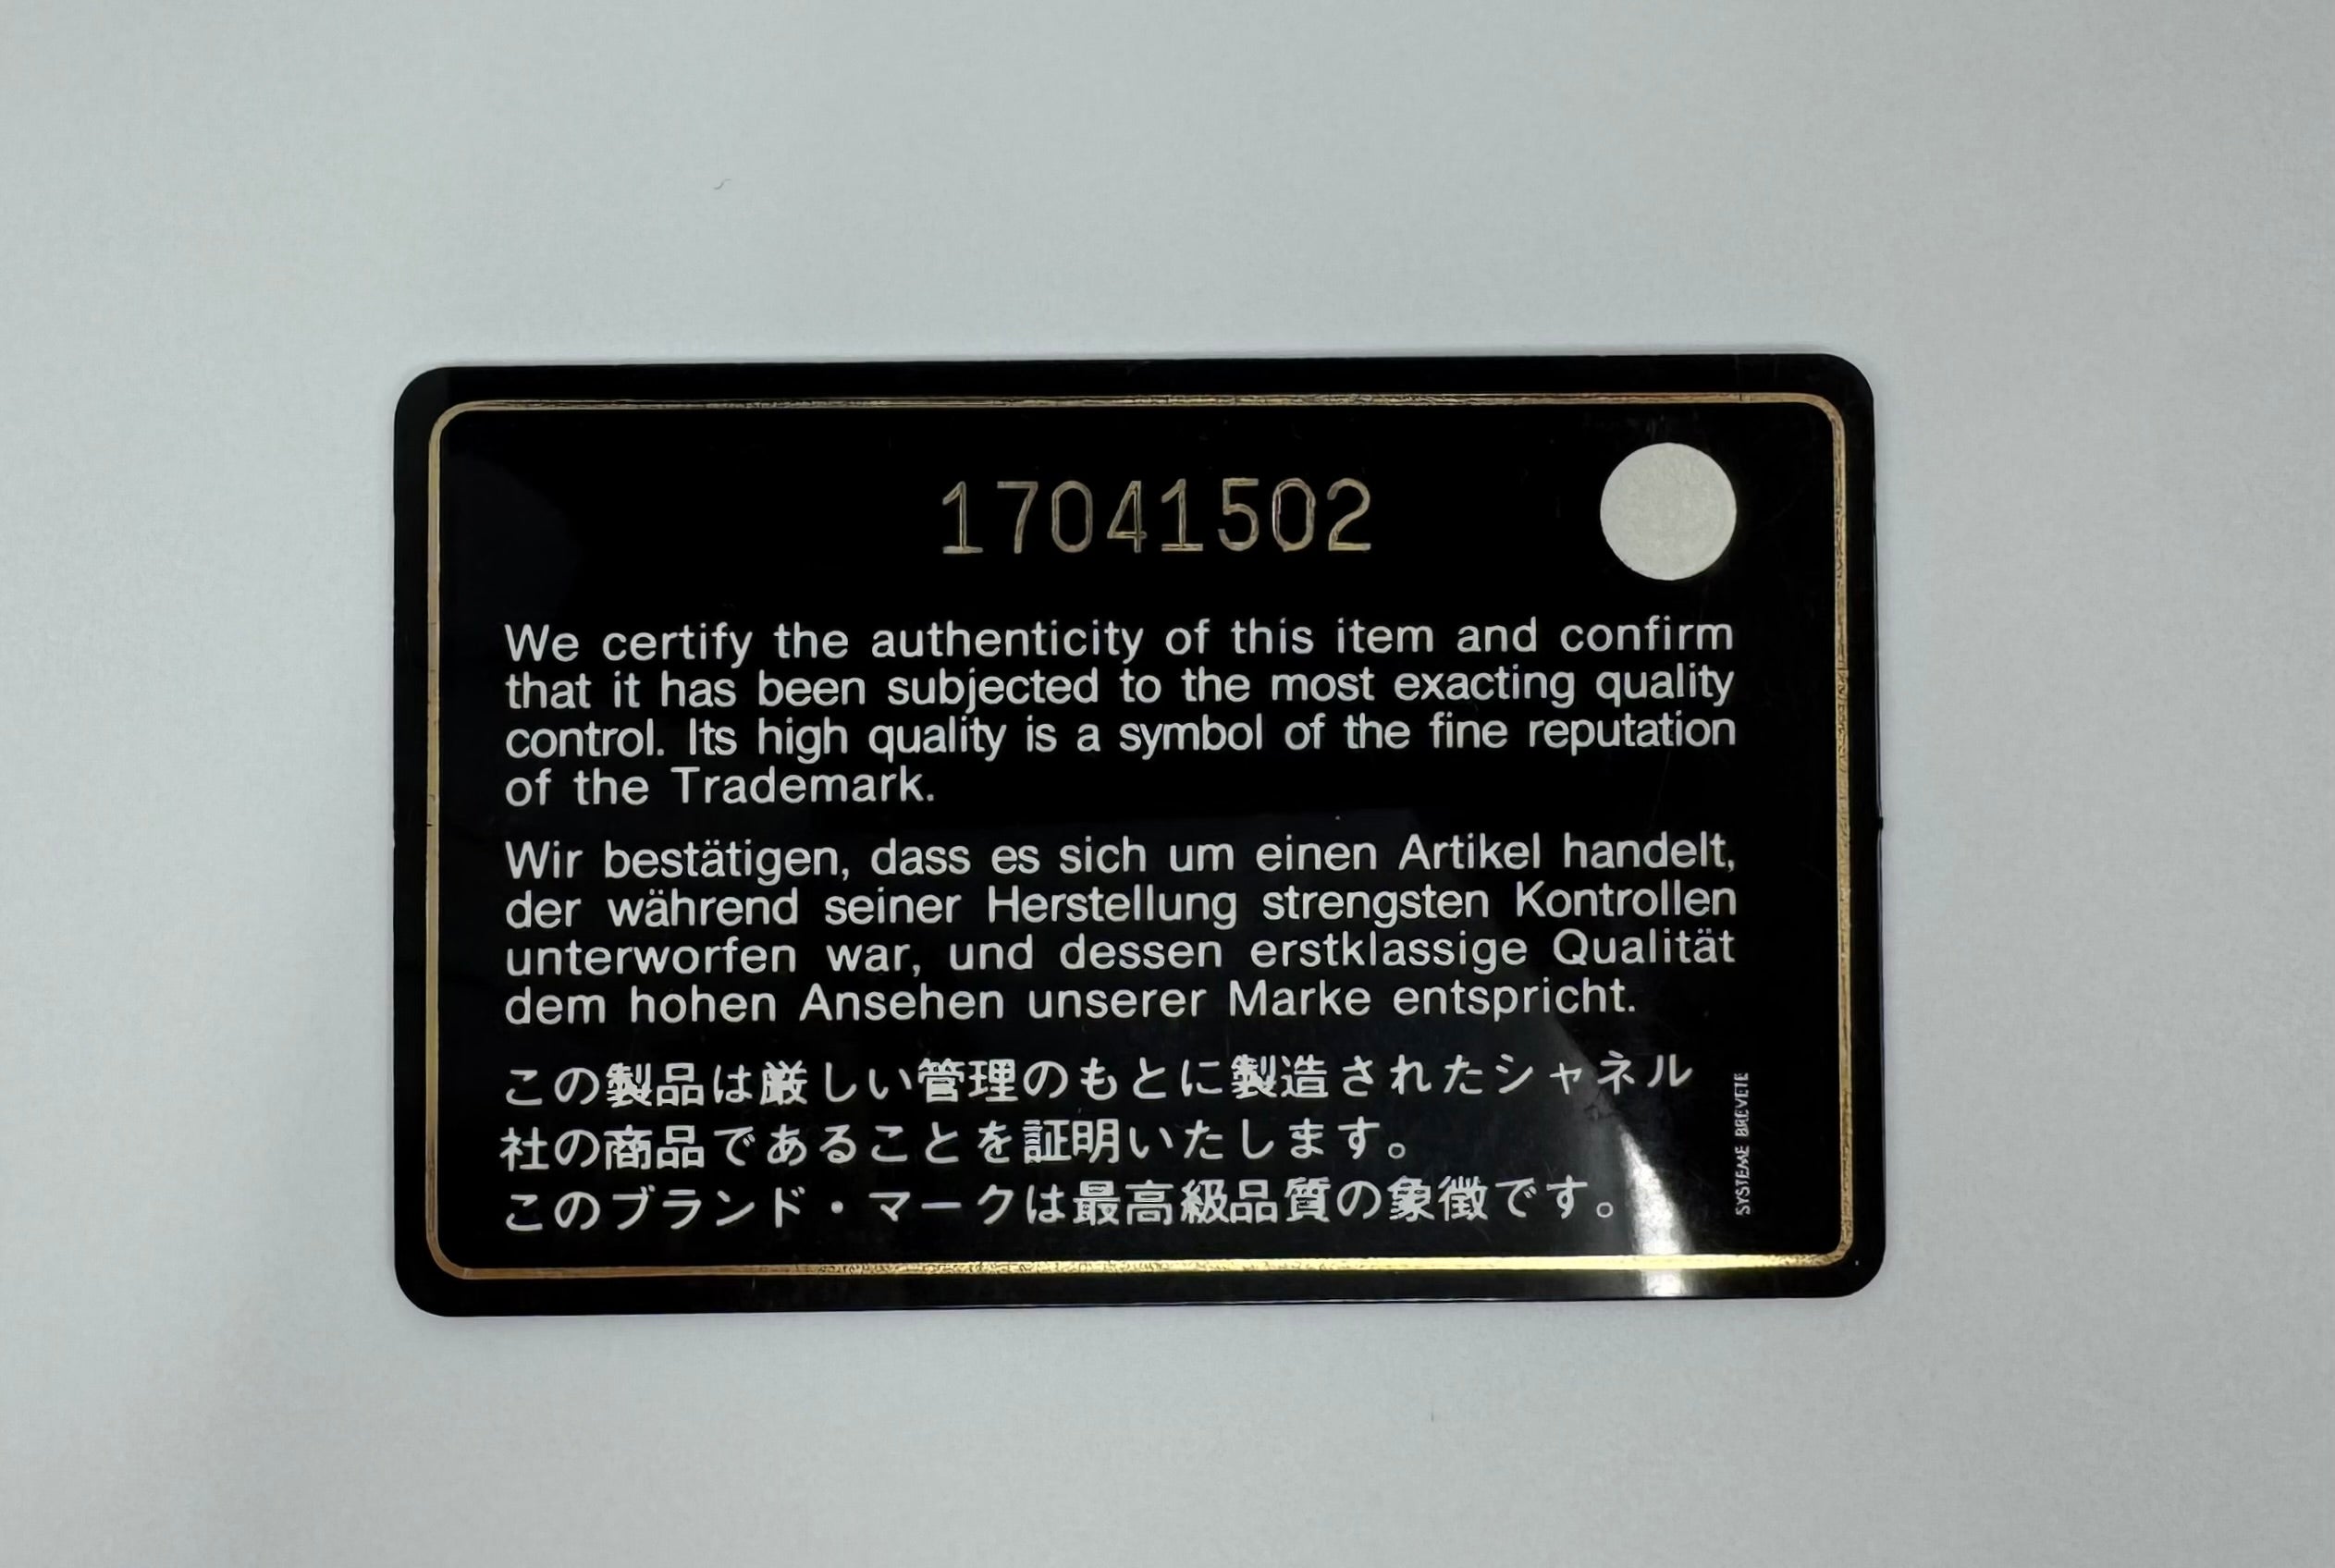 17041502
We certify the authenticity of this item and confirm
that it has been subjected to the most exacting quality
control. Its high quality is a symbol of the fine reputation
of the Trademark.
Wir bestätigen, dass es sich um einen Artikel handelt,
der während seiner Herstellung strengsten Kontrollen
unterworfen war, und dessen erstklassige Qualität
dem hohen Ansehen unserer Marke entspricht.
この製品は厳しい管理のもとに製造されたシャネル
社の商品であることを証明いたします。
このブランド・マークは最高級品質の象徴です。
SYSTEME BREVETE